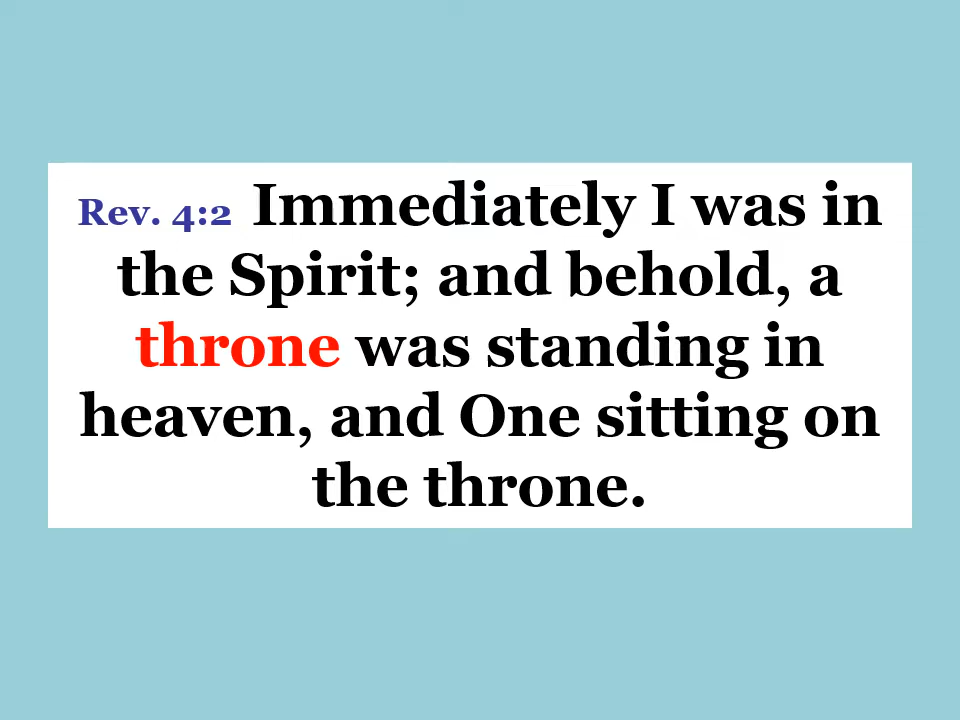 Rev. 4:2 Immediately I was in
the Spirit; and behold, a
throne was standing in
heaven, and One sitting on
the throne.